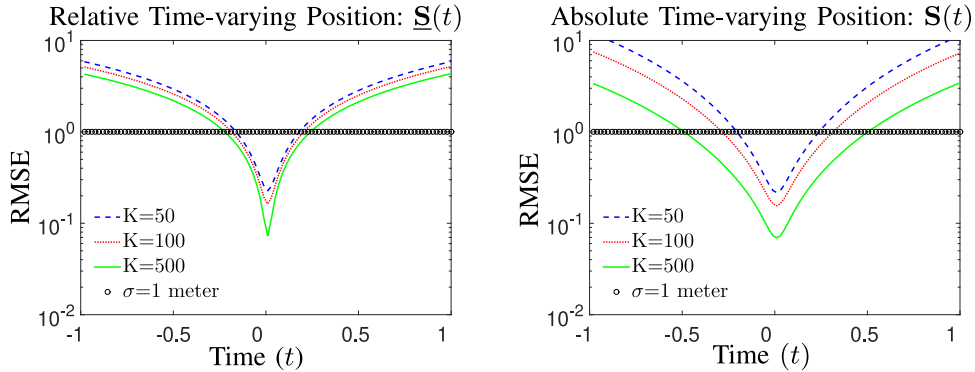 Relative Time-varying Position: S(t)
10^1
10^0
10^-1
10^-2
RMSE
K=50
K=100
K=500
σ=1 meter
-1
-0.5
0
0.5
1
Time (t)
Absolute Time-varying Position: S(t)
10^1
10^0
10^-1
10^-2
RMSE
K=50
K=100
K=500
σ=1 meter
-1
-0.5
0
0.5
1
Time (t)